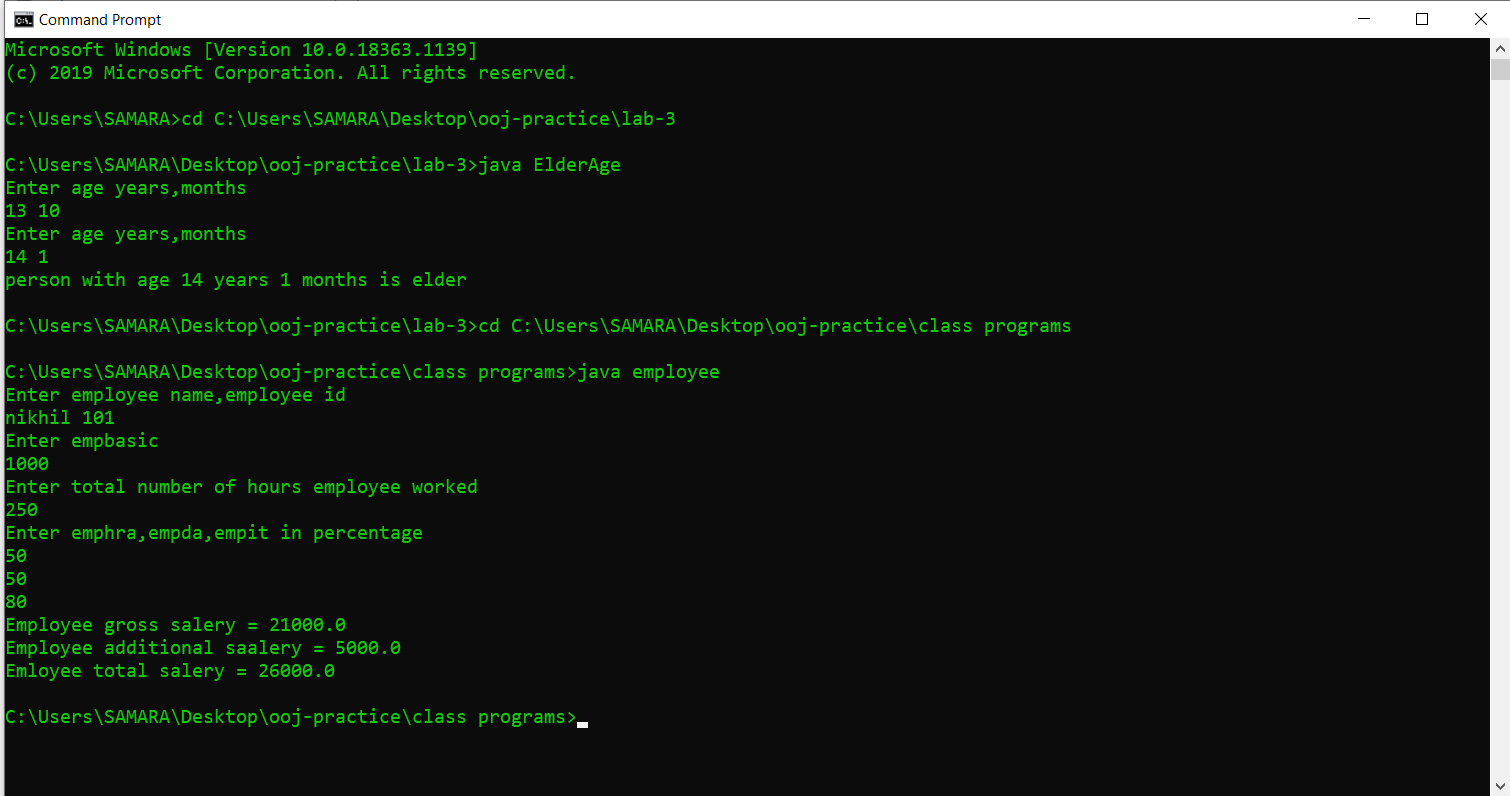 Command Prompt
Microsoft Windows [Version 10.0.18363.1139]
(c) 2019 Microsoft Corporation. All rights reserved.
C:\Users\SAMARA>cd C:\Users\SAMARA\Desktop\ooj-practice\lab-3
C:\Users\SAMARA\Desktop\ooj-practice\lab-3>java ElderAge
Enter age years,months
13 10
Enter age years,months
14 1
person with age 14 years 1 months is elder
C:\Users\SAMARA\Desktop\ooj-practice\lab-3>cd C:\Users\SAMARA\Desktop\ooj-practice\class programs
C:\Users\SAMARA\Desktop\ooj-practice\class programs>java employee
Enter employee name,employee id
nikhil 101
Enter empbasic
1000
Enter total number of hours employee worked
250
Enter emphra,empda,empit in percentage
50
50
80
Employee gross salery = 21000.0
Employee additional saalery = 5000.0
Emloyee total salery = 26000.0
C:\Users\SAMARA\Desktop\ooj-practice\class programs>